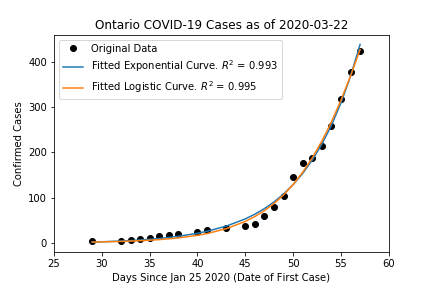 Ontario COVID-19 Cases as of 2020-03-22
Original Data
Fitted Exponential Curve. R² = 0.993
Fitted Logistic Curve. R² = 0.995
Confirmed Cases
400
300
200
100
0
25 30 35 40 45 50 55 60
Days Since Jan 25 2020 (Date of First Case)